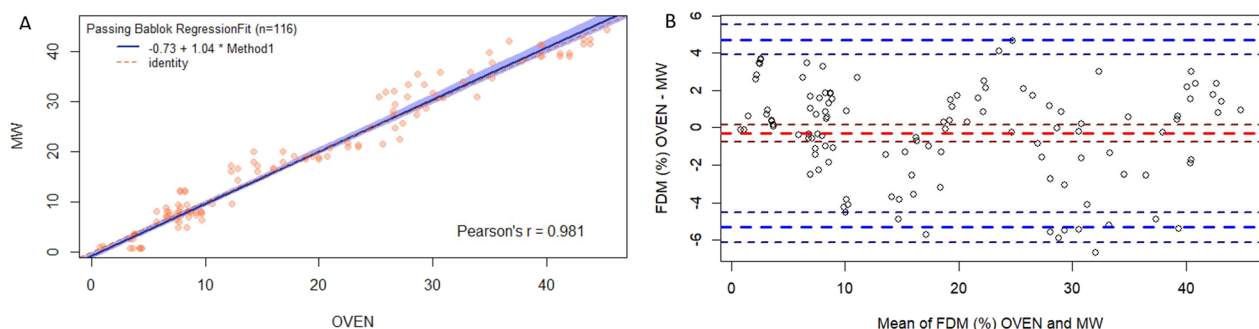 A
Passing Bablok RegressionFit (n=116)
-0.73 + 1.04 * Method1
identity
MW
40
30
20
10
0
Pearson's r = 0.981
0 10 20 30 40
OVEN
B
FDM (%) OVEN - MW
6
4
2
0
-2
-4
-6
0 10 20 30 40
Mean of FDM (%) OVEN and MW